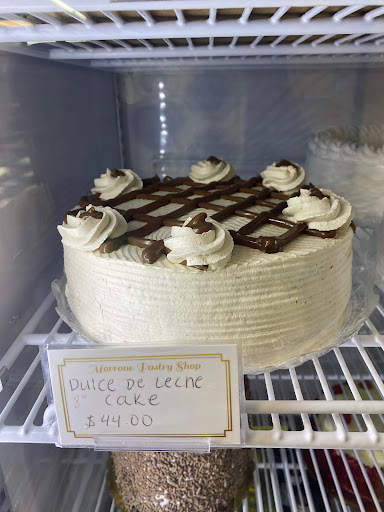 Morrone Pastry Shop
DULCE DE LECHE
8" CAKE
$44.00